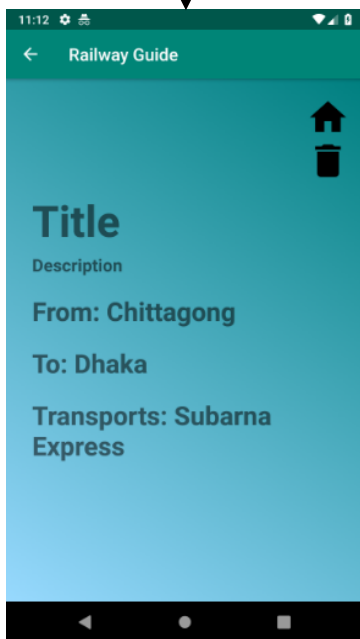 11:12
Railway Guide
Title
Description
From: Chittagong
To: Dhaka
Transports: Subarna
Express